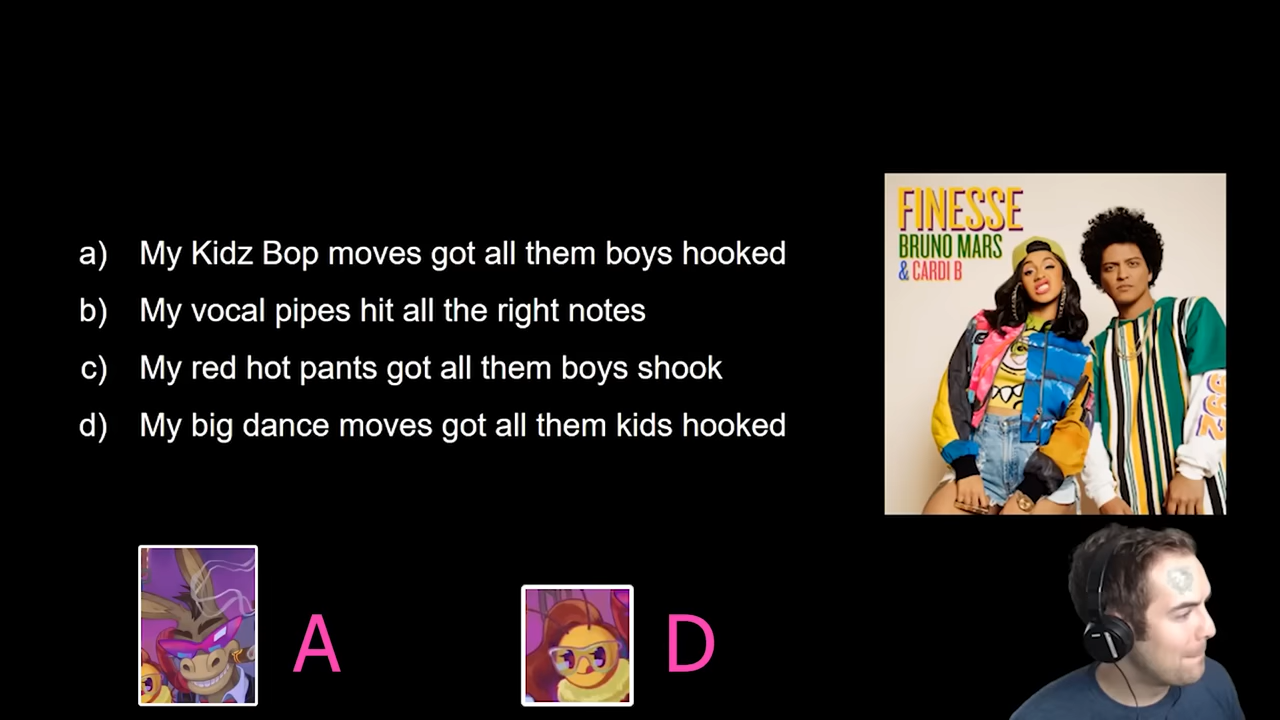 a) My Kidz Bop moves got all them boys hooked
b) My vocal pipes hit all the right notes
c) My red hot pants got all them boys shook
d) My big dance moves got all them kids hooked
FINESSE
BRUNO MARS
& CARDI B
A
D